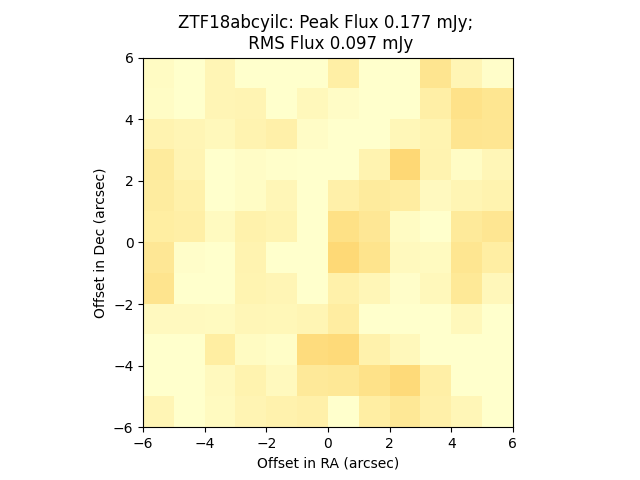 ZTF18abcyilc: Peak Flux 0.177 mJy;
RMS Flux 0.097 mJy
6
4
2
0
−2
−4
−6
Offset in Dec (arcsec)
−6 −4 −2 0 2 4 6
Offset in RA (arcsec)